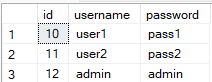 id username password
1 10 user1 pass1
2 11 user2 pass2
3 12 admin admin